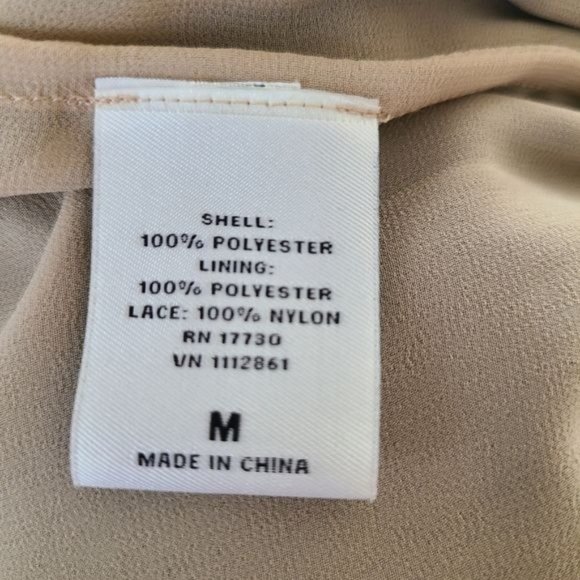 SHELL:
100% POLYESTER
LINING:
100% POLYESTER
LACE: 100% NYLON
RN 17730
VN 1112861
M
MADE IN CHINA